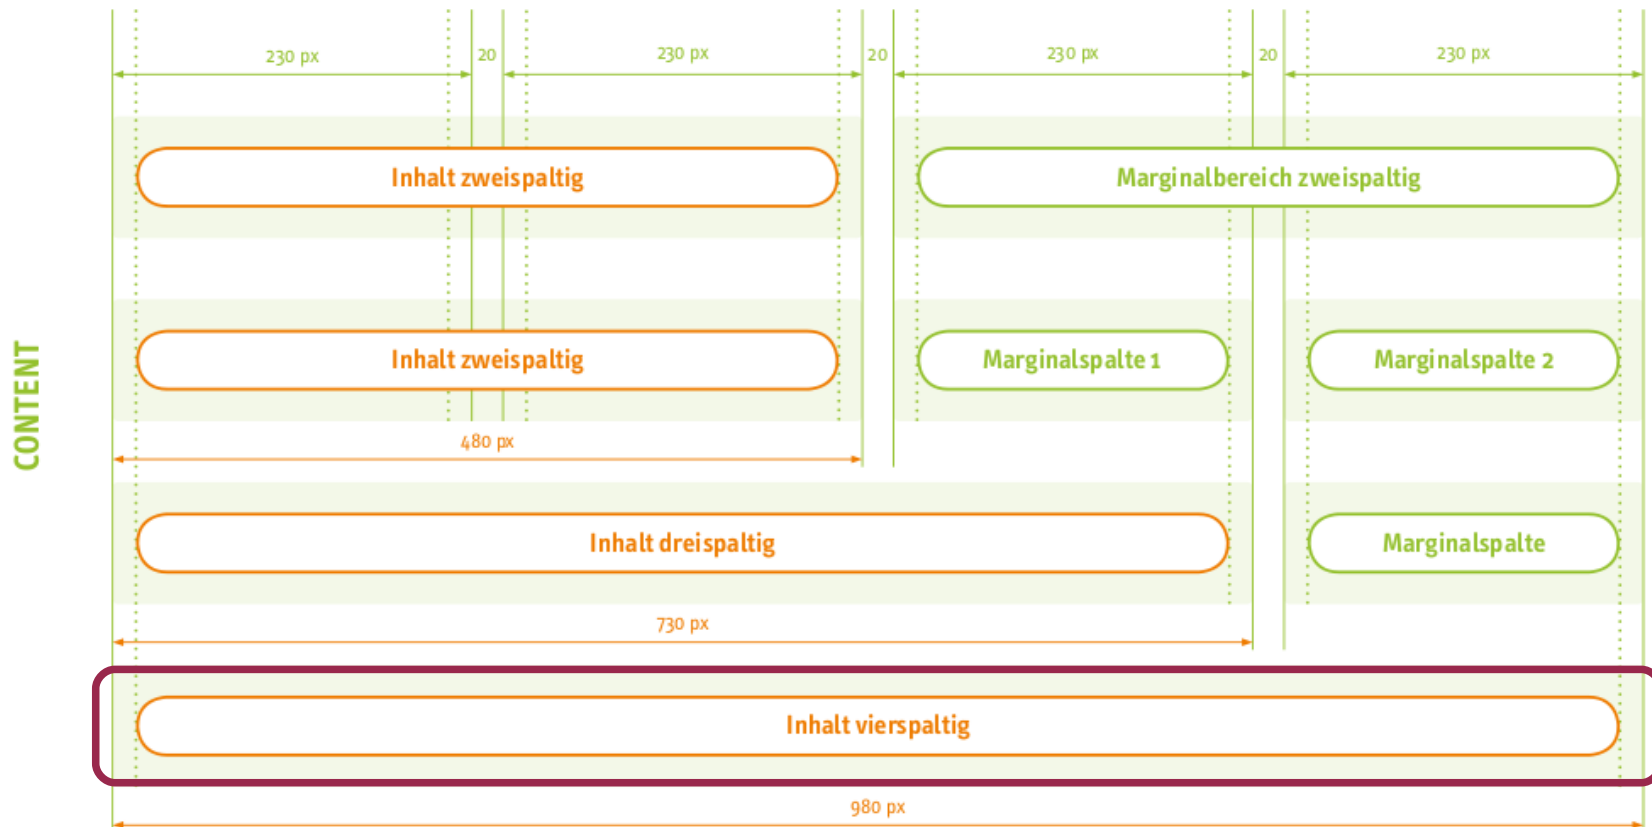 230 px
20
230 px
20
230 px
20
230 px
Inhalt zweispaltig
Marginalbereich zweispaltig
CONTENT
Inhalt zweispaltig
Marginalspalte 1
Marginalspalte 2
480 px
Inhalt dreispaltig
Marginalspalte
730 px
Inhalt vierspaltig
980 px